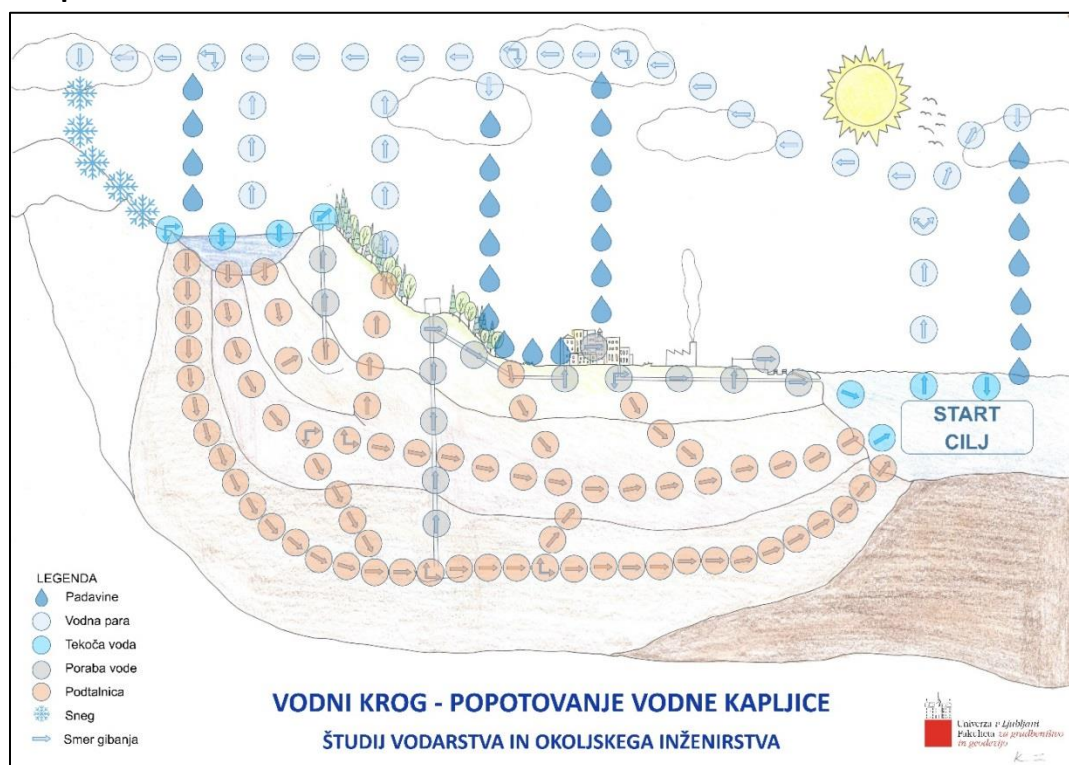 START
CILJ
LEGENDA
Padavine
Vodna para
Tekoča voda
Poraba vode
Podtalnica
Sneg
Smer gibanja
VODNI KROG - POPOTOVANJE VODNE KAPLJICE
ŠTUDIJ VODARSTVA IN OKOLJSKEGA INŽENIRSTVA
Univerza v Ljubljani
Fakulteta za gradbeništvo
in geodezijo